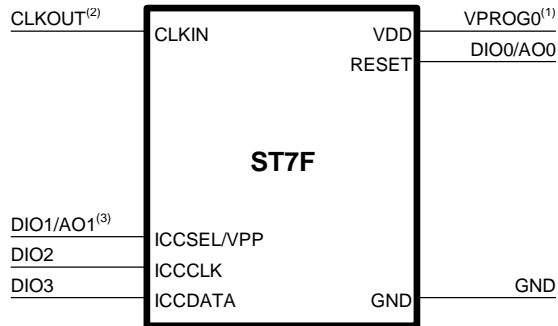 CLKOUT(2) CLKIN VDD VPROG0(1)
RESET DIO0/AO0
ST7F
DIO1/AO1(3) ICCSEL/VPP
DIO2 ICCCLK
DIO3 ICCDATA GND GND